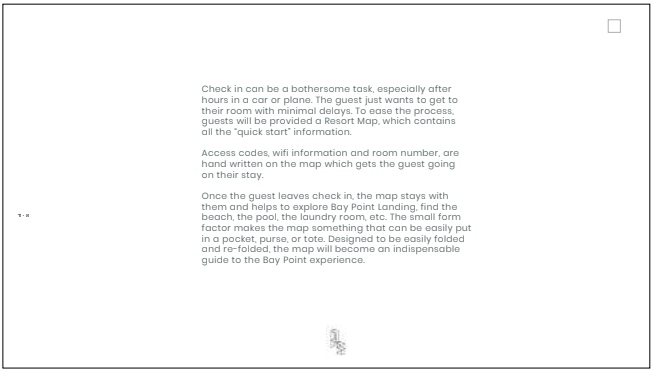 Check in can be a bothersome task, especially after
hours in a car or plane. The guest just wants to get to
their room with minimal delays. To ease the process,
guests will be provided a Resort Map, which contains
all the "quick start" information.
Access codes, wifi information and room number, are
hand written on the map which gets the guest going
on their stay.
Once the guest leaves check in, the map stays with
them and helps to explore Bay Point Landing, find the
beach, the pool, the laundry room, etc. The small form
factor makes the map something that can be easily put
in a pocket, purse, or tote. Designed to be easily folded
and re-folded, the map will become an indispensable
guide to the Bay Point experience.